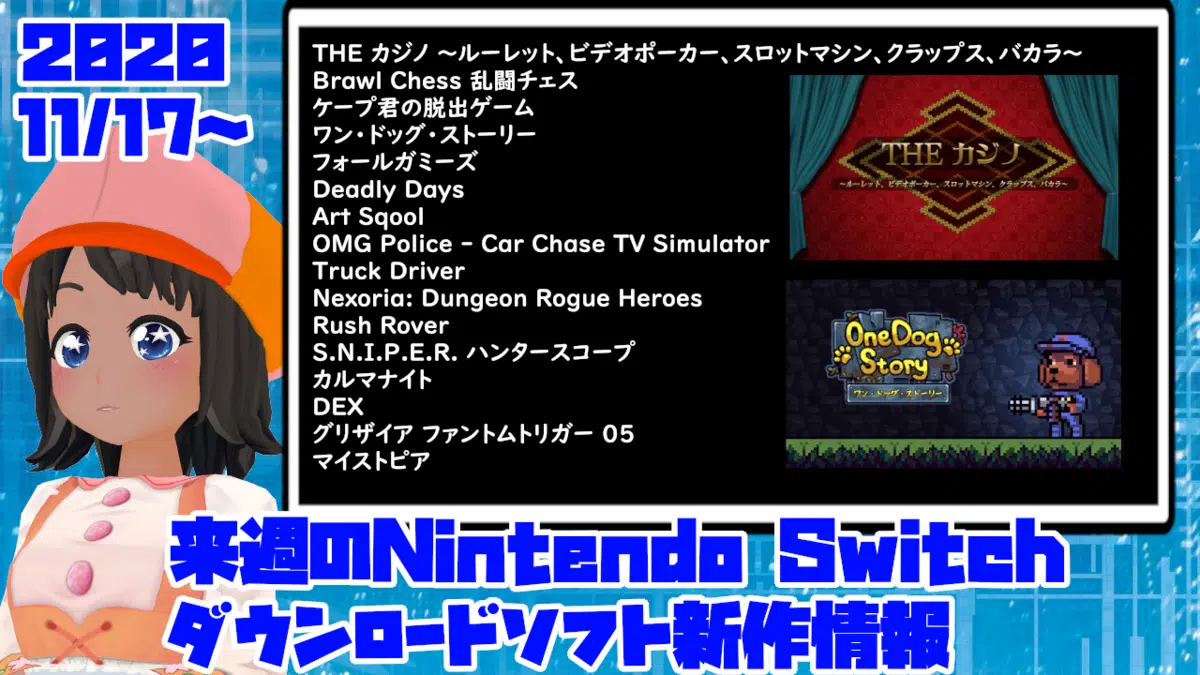 2020
11/17~
THE カジノ ～ルーレット、ビデオポーカー、スロットマシン、クラップス、バカラ～
Brawl Chess 乱闘チェス
ケープ君の脱出ゲーム
ワン・ドッグ・ストーリー
フォールガミーズ
Deadly Days
Art Sqool
OMG Police - Car Chase TV Simulator
Truck Driver
Nexoria: Dungeon Rogue Heroes
Rush Rover
S.N.I.P.E.R. ハンタースコープ
カルマナイト
DEX
グリザイア ファントムトリガー 05
マイストピア
THE カジノ
～ルーレット、ビデオポーカー、スロットマシン、クラップス、バカラ～
OneDog
Story
ワン・ドッグ・ストーリー
来週のNintendo Switch
ダウンロードソフト新作情報